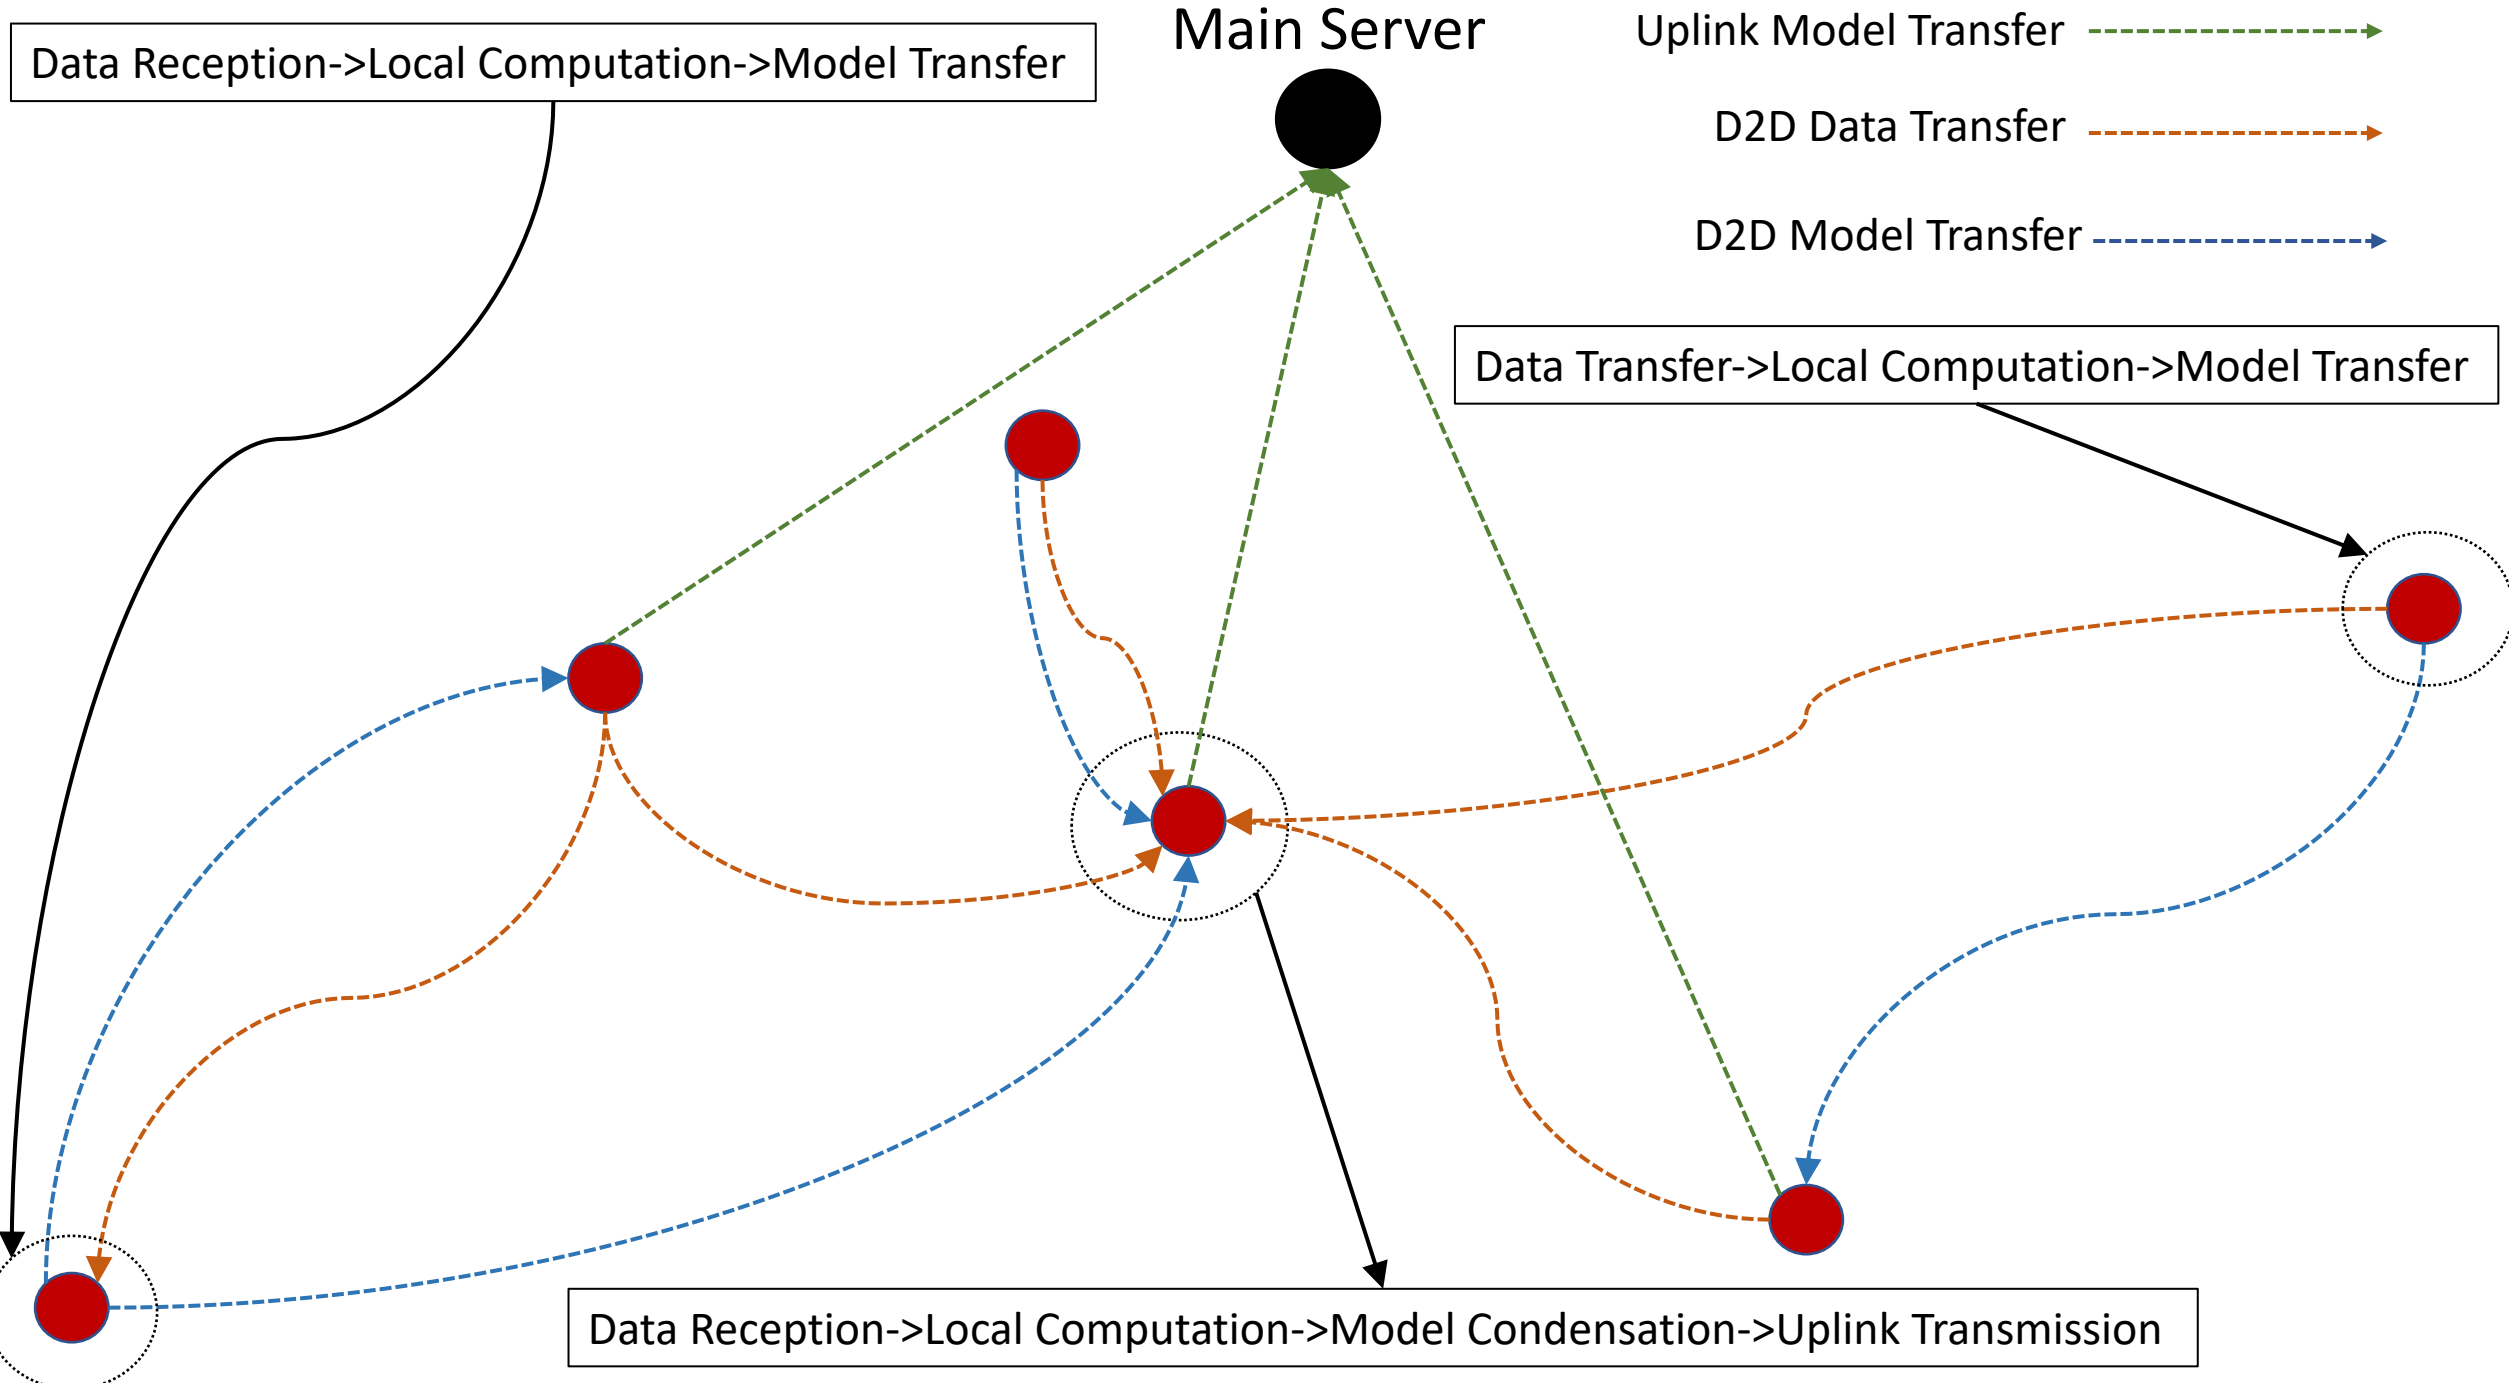 Main Server
Uplink Model Transfer
Data Reception->Local Computation->Model Transfer
D2D Data Transfer
D2D Model Transfer
Data Transfer->Local Computation->Model Transfer
Data Reception->Local Computation->Model Condensation->Uplink Transmission